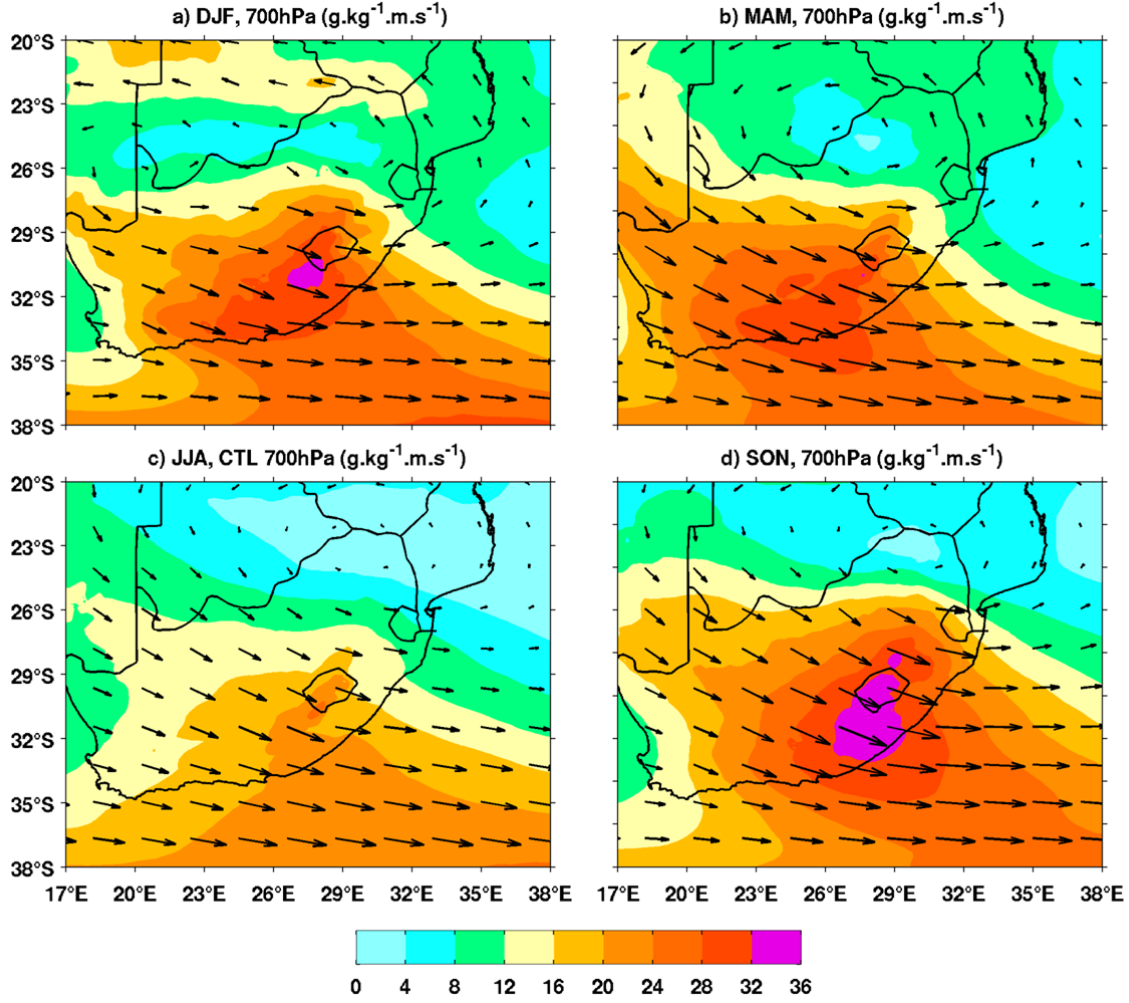 a) DJF, 700hPa (g.kg⁻¹.m.s⁻¹)
b) MAM, 700hPa (g.kg⁻¹.m.s⁻¹)
20°S
23°S
26°S
29°S
32°S
35°S
38°S
c) JJA, CTL 700hPa (g.kg⁻¹.m.s⁻¹)
d) SON, 700hPa (g.kg⁻¹.m.s⁻¹)
20°S
23°S
26°S
29°S
32°S
35°S
38°S
17°E 20°E 23°E 26°E 29°E 32°E 35°E 38°E
17°E 20°E 23°E 26°E 29°E 32°E 35°E 38°E
0 4 8 12 16 20 24 28 32 36